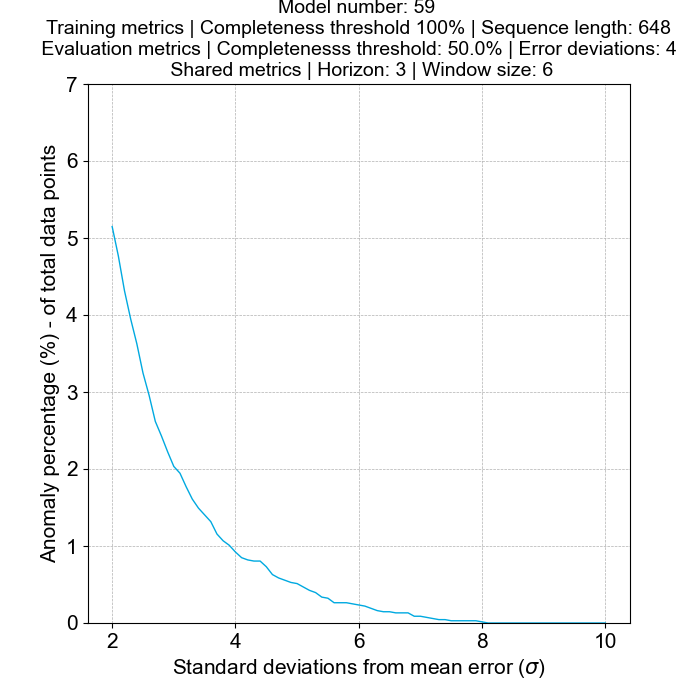 Model number: 59
Training metrics | Completeness threshold 100% | Sequence length: 648
Evaluation metrics | Completenesss threshold: 50.0% | Error deviations: 4
Shared metrics | Horizon: 3 | Window size: 6
7
6
5
4
3
2
1
0
Anomaly percentage (%) - of total data points
2 4 6 8 10
Standard deviations from mean error (σ)